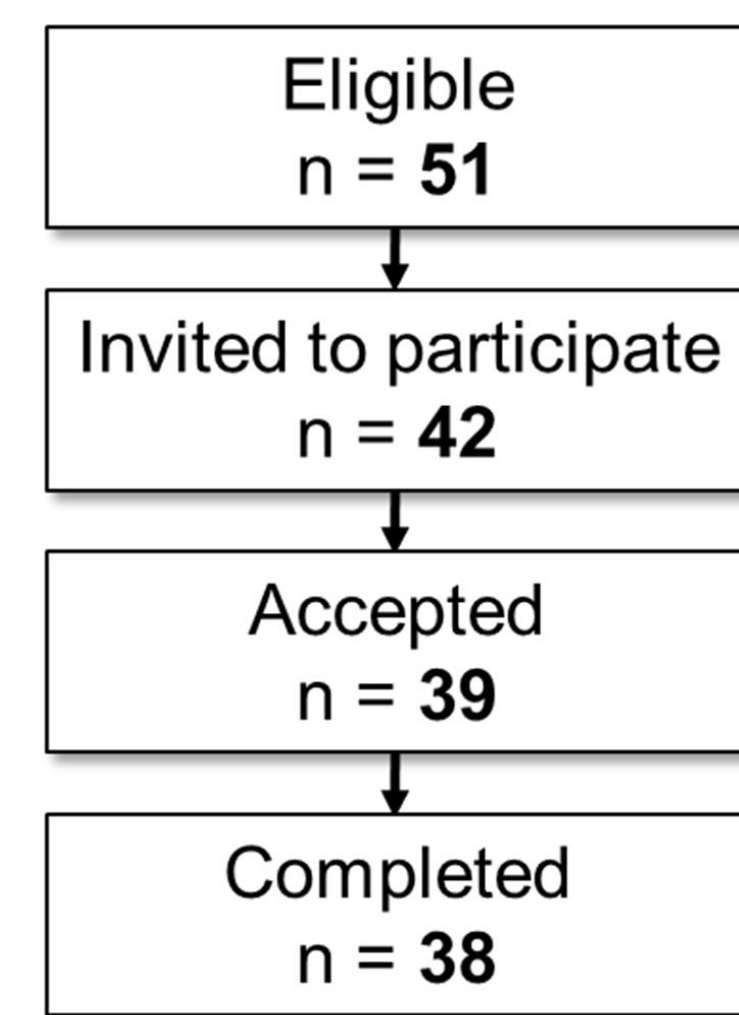 Eligible
n = 51
Invited to participate
n = 42
Accepted
n = 39
Completed
n = 38